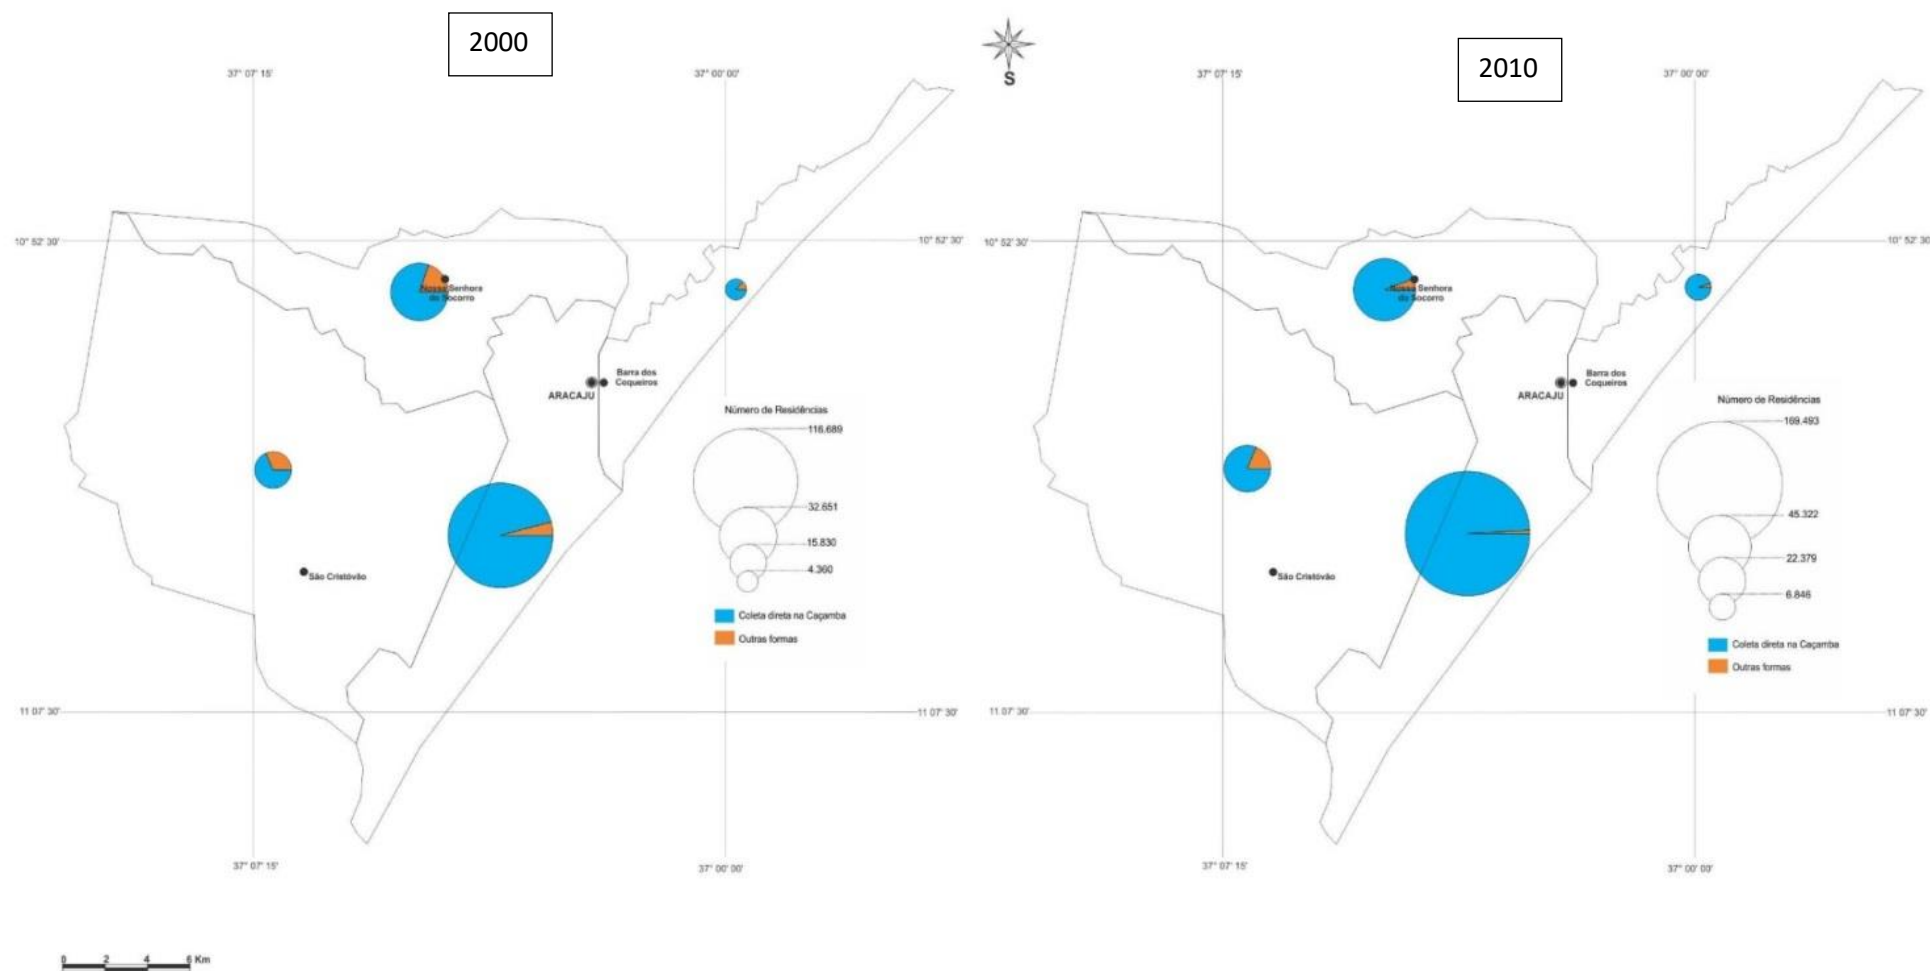 2000
37° 07' 15'
37° 00' 00'
10° 52' 30'
10° 52' 30'
Nossa Senhora
do Socorro
Barra dos
Coqueiros
ARACAJU
São Cristóvão
Número de Residências
116.689
32.651
15.830
4.360
Coleta direta na Caçamba
Outras formas
11 07' 30'
11 07' 30'
37° 07' 15'
37° 00' 00'
0 2 4 6 Km
S
2010
37° 07' 15'
37° 00' 00'
10° 52' 30'
10° 52' 30'
Nossa Senhora
do Socorro
Barra dos
Coqueiros
ARACAJU
São Cristóvão
Número de Residências
169.493
45.322
22.379
6.846
Coleta direta na Caçamba
Outras formas
11 07' 30'
11 07' 30'
37° 07' 15'
37° 00' 00'